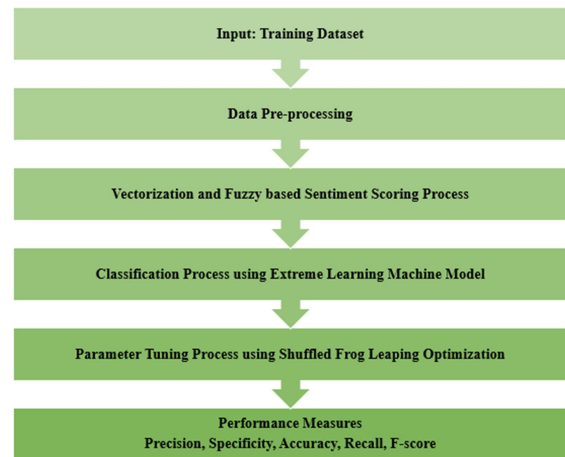 Input: Training Dataset
Data Pre-processing
Vectorization and Fuzzy based Sentiment Scoring Process
Classification Process using Extreme Learning Machine Model
Parameter Tuning Process using Shuffled Frog Leaping Optimization
Performance Measures
Precision, Specificity, Accuracy, Recall, F-score